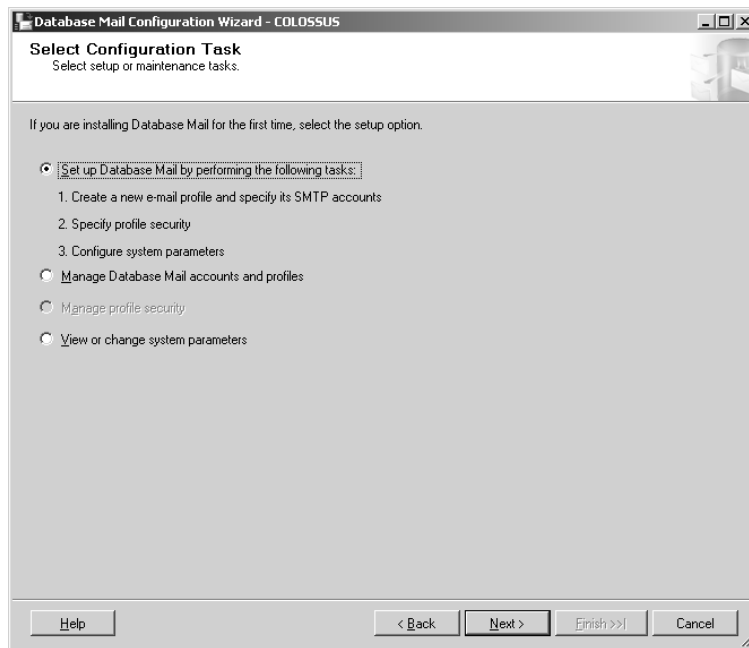 Database Mail Configuration Wizard - COLOSSUS
Select Configuration Task
Select setup or maintenance tasks.
If you are installing Database Mail for the first time, select the setup option.
Set up Database Mail by performing the following tasks:
1. Create a new e-mail profile and specify its SMTP accounts
2. Specify profile security
3. Configure system parameters
Manage Database Mail accounts and profiles
Manage profile security
View or change system parameters
Help
< Back
Next >
Finish >>|
Cancel